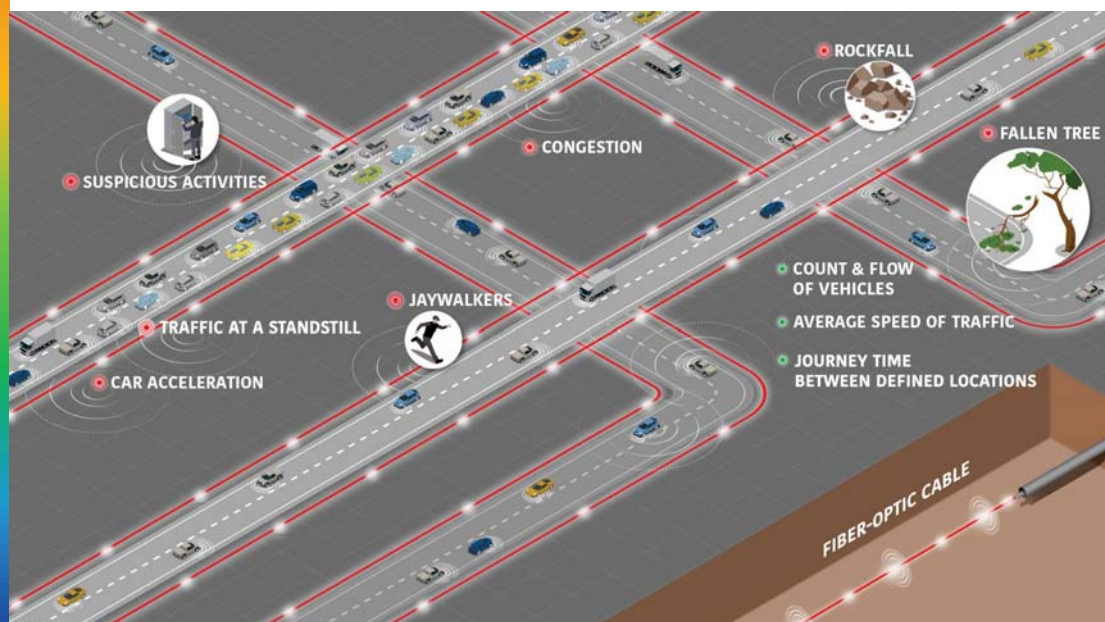 ROCKFALL
FALLEN TREE
CONGESTION
SUSPICIOUS ACTIVITIES
COUNT & FLOW
OF VEHICLES
JAYWALKERS
AVERAGE SPEED OF TRAFFIC
TRAFFIC AT A STANDSTILL
JOURNEY TIME
BETWEEN DEFINED LOCATIONS
CAR ACCELERATION
FIBER-OPTIC CABLE